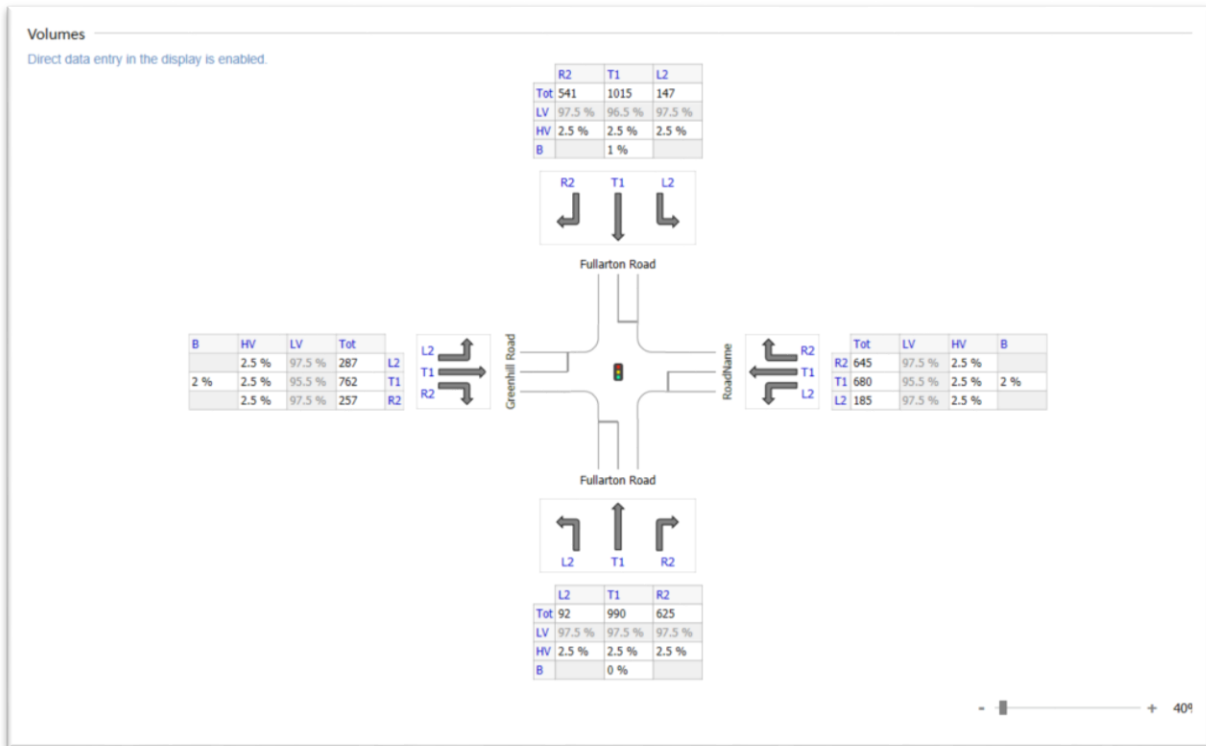 Volumes
Direct data entry in the display is enabled.
R2 T1 L2
Tot 541 1015 147
LV 97.5 % 96.5 % 97.5 %
HV 2.5 % 2.5 % 2.5 %
B 1 %
R2 T1 L2
Fullarton Road
B HV LV Tot
2.5 % 97.5 % 287 L2
2 % 2.5 % 95.5 % 762 T1
2.5 % 97.5 % 257 R2
L2
T1
R2
Greenhill Road
RoadName
R2
T1
L2
Tot LV HV B
R2 645 97.5 % 2.5 %
T1 680 95.5 % 2.5 % 2 %
L2 185 97.5 % 2.5 %
Fullarton Road
L2 T1 R2
L2 T1 R2
Tot 92 990 625
LV 97.5 % 97.5 % 97.5 %
HV 2.5 % 2.5 % 2.5 %
B 0 %
- + 40%